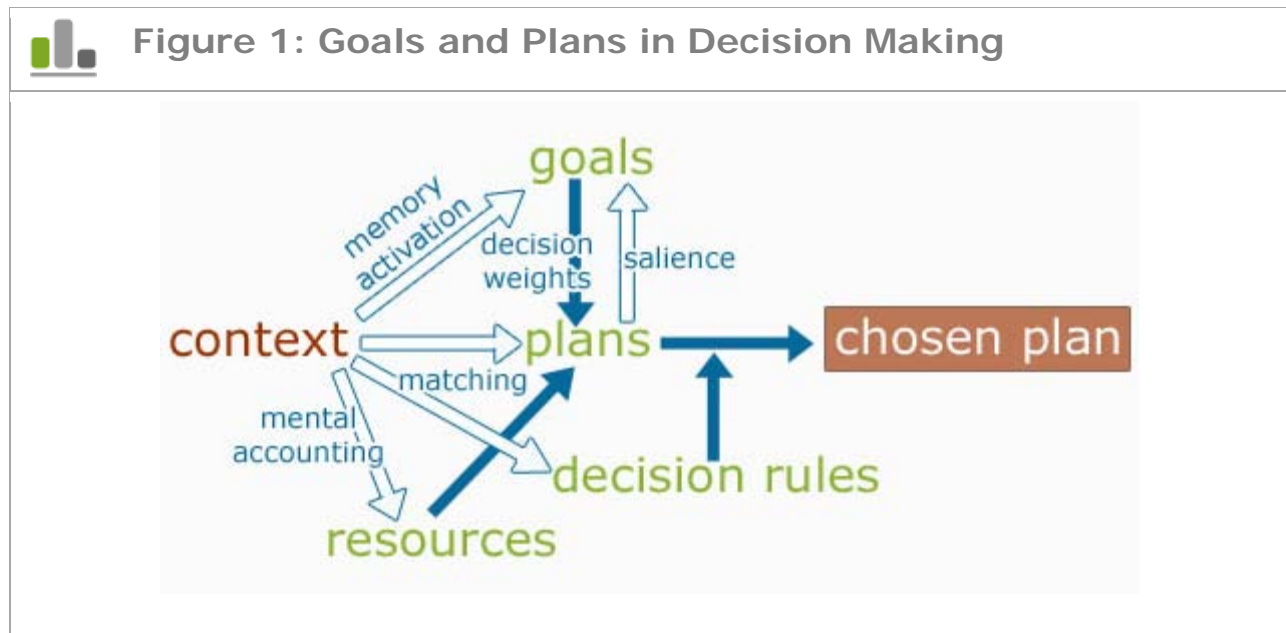 Figure 1: Goals and Plans in Decision Making
goals
memory
activation
decision
weights
salience
context
plans
chosen plan
matching
mental
accounting
decision rules
resources